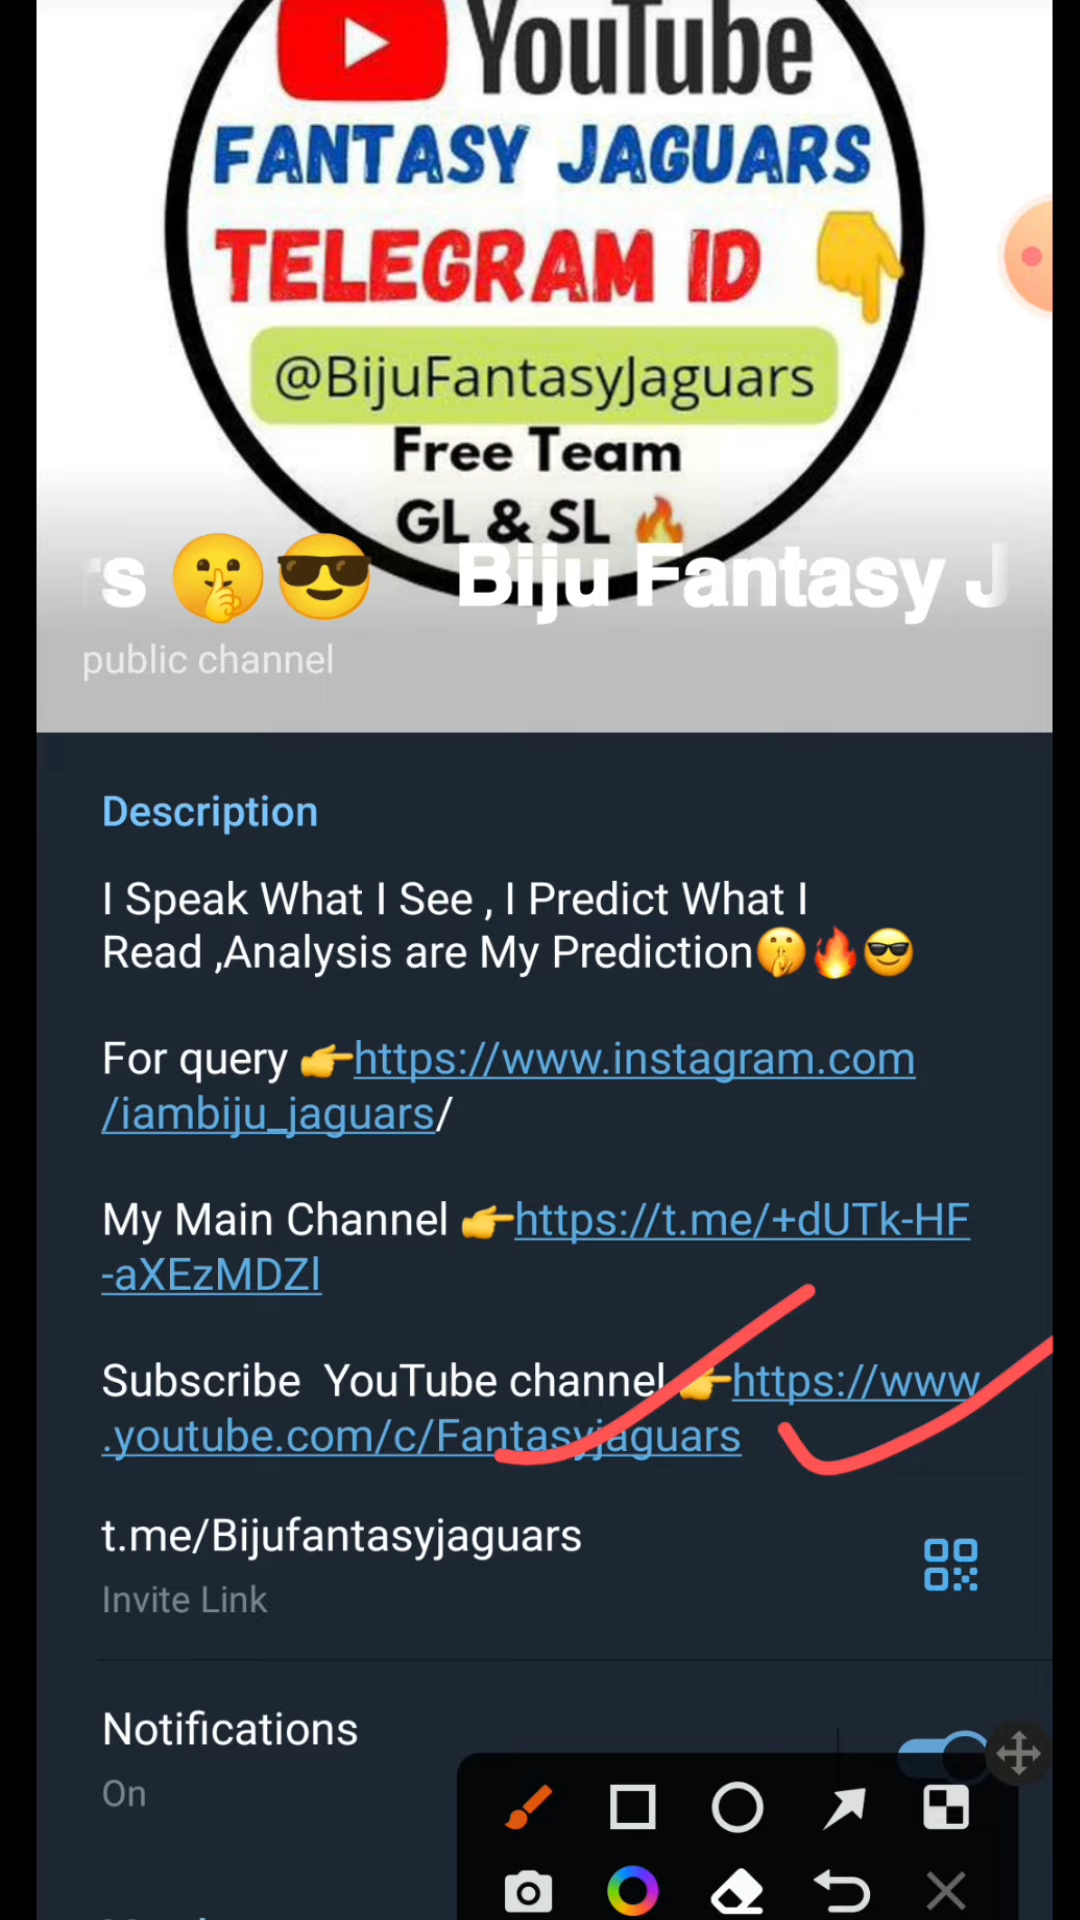 YouTube
FANTASY JAGUARS
TELEGRAM ID 👇
@BijuFantasyJaguars
Free Team
GL & SL 🔥
s 🤫😎 Biju Fantasy J
public channel
Description
I Speak What I See , I Predict What I
Read ,Analysis are My Prediction🤫🔥😎
For query 👉https://www.instagram.com
/iambiju_jaguars/
My Main Channel 👉https://t.me/+dUTk-HF
-aXEzMDZl
Subscribe  YouTube channel 👉https://www
.youtube.com/c/Fantasyjaguars
t.me/Bijufantasyjaguars
Invite Link
Notifications
On